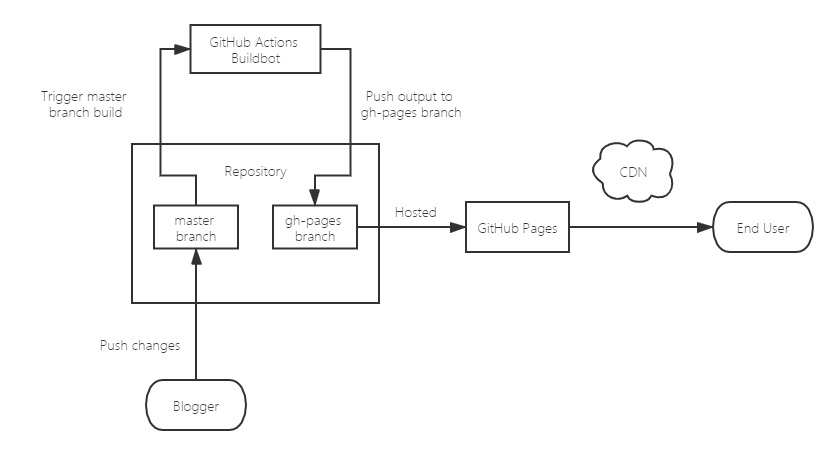 GitHub Actions
Buildbot
Trigger master
branch build
Push output to
gh-pages branch
Repository
CDN
master
branch
gh-pages
branch
Hosted
GitHub Pages
End User
Push changes
Blogger